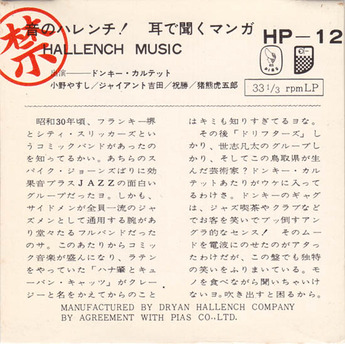 禁
音のハレンチ! 耳で聞くマンガ
HALLENCH MUSIC
HP-12
出演――ドンキー・カルテット
小野やすし/ジャイアント吉田/祝勝/猪熊虎五郎
33 1/3 rpm LP
昭和30年頃、フランキー堺
とシティ・スリッカーズとい
うコミックバンドがあったの
を知ってるかい。あちらのス
パイク・ジョーンズばりに効
果音プラスJAZZの面白い
グループだったヨ。しかも、
サイドメンが全員一流のジャ
ズメンとして通用する腕があ
り堂々たるフルバンドだった
のサ。このあたりからコミッ
ク音楽が盛んになり、ラテン
をやっていた「ハナ肇とキュ
ーバン・キャッツ」がクレー
ジーと名をかえてからのこと
はキミも知りすぎてるヨな。
その後「ドリフターズ」し
かり、世志凡太のグループし
かり、そしてこの鳥取県が生
んだ芸術家?ドンキー・カル
テットあたりがウケに入って
るわけさ。ドンキーのギャグ
は、ジャズ喫茶やクラブなど
でお客を笑いでブッ倒すアン
グラ的なセンス! そのムー
ドを電波にのせたのがアタっ
たわけだが、この盤でも独特
の笑いをふりまいている。モ
ノを食べながら聞いちゃいけ
ないヨ。吹き出すと困るから。
MANUFACTURED BY DRYAN HALLENCH COMPANY
BY AGREEMENT WITH PIAS CO.-LTD.